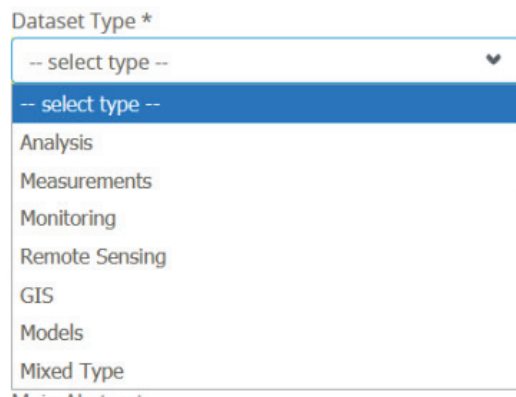 Dataset Type *
-- select type --
-- select type --
Analysis
Measurements
Monitoring
Remote Sensing
GIS
Models
Mixed Type